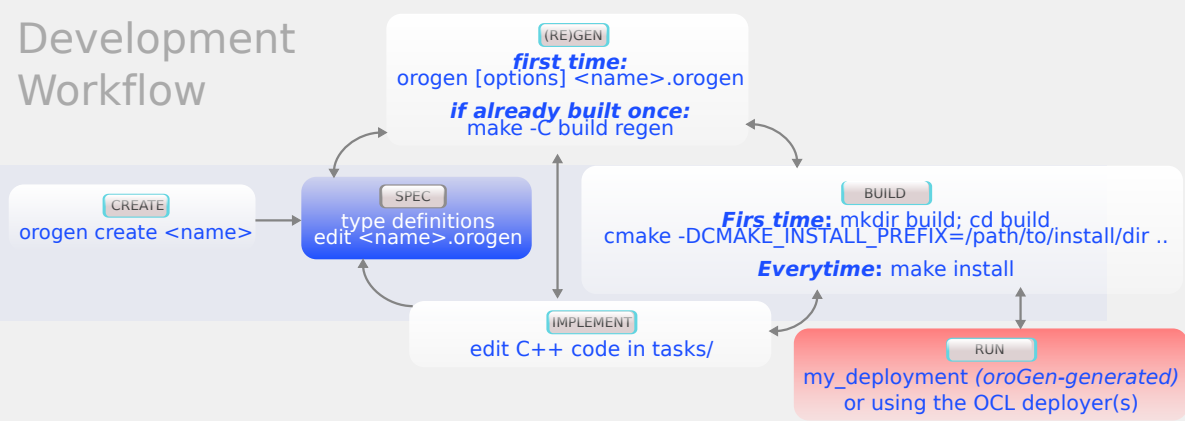 Development
Workflow
(RE)GEN
first time:
orogen [options] <name>.orogen
if already built once:
make -C build regen
CREATE
orogen create <name>
SPEC
type definitions
edit <name>.orogen
BUILD
Firs time: mkdir build; cd build
cmake -DCMAKE_INSTALL_PREFIX=/path/to/install/dir ..
Everytime: make install
IMPLEMENT
edit C++ code in tasks/
RUN
my_deployment (oroGen-generated)
or using the OCL deployer(s)